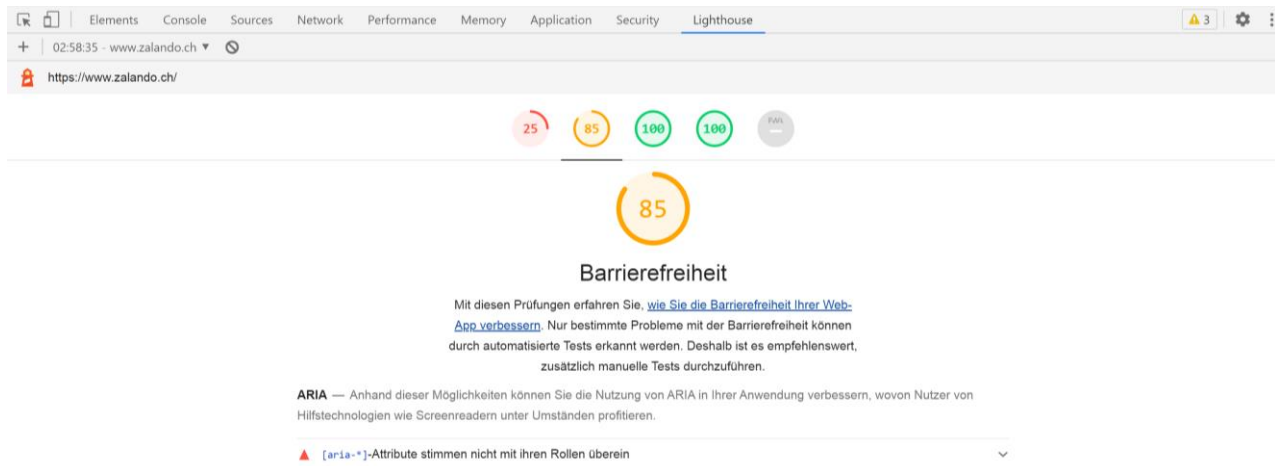 Elements Console Sources Network Performance Memory Application Security Lighthouse 3
02:58:35 - www.zalando.ch
https://www.zalando.ch/
25 85 100 100 PWA
85
Barrierefreiheit
Mit diesen Prüfungen erfahren Sie, wie Sie die Barrierefreiheit Ihrer Web-
App verbessern. Nur bestimmte Probleme mit der Barrierefreiheit können
durch automatisierte Tests erkannt werden. Deshalb ist es empfehlenswert,
zusätzlich manuelle Tests durchzuführen.
ARIA — Anhand dieser Möglichkeiten können Sie die Nutzung von ARIA in Ihrer Anwendung verbessern, wovon Nutzer von
Hilfstechnologien wie Screenreadern unter Umständen profitieren.
[aria-*]-Attribute stimmen nicht mit ihren Rollen überein